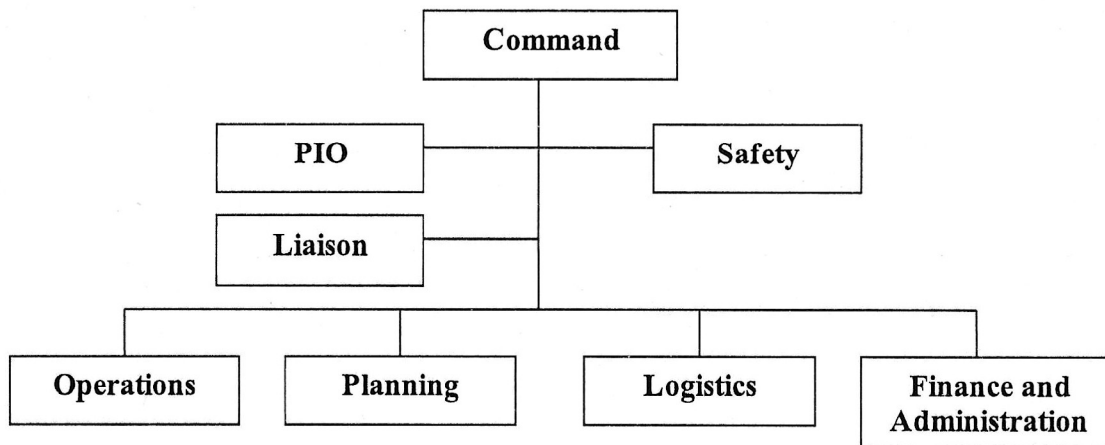 Command
PIO
Safety
Liaison
Operations
Planning
Logistics
Finance and
Administration